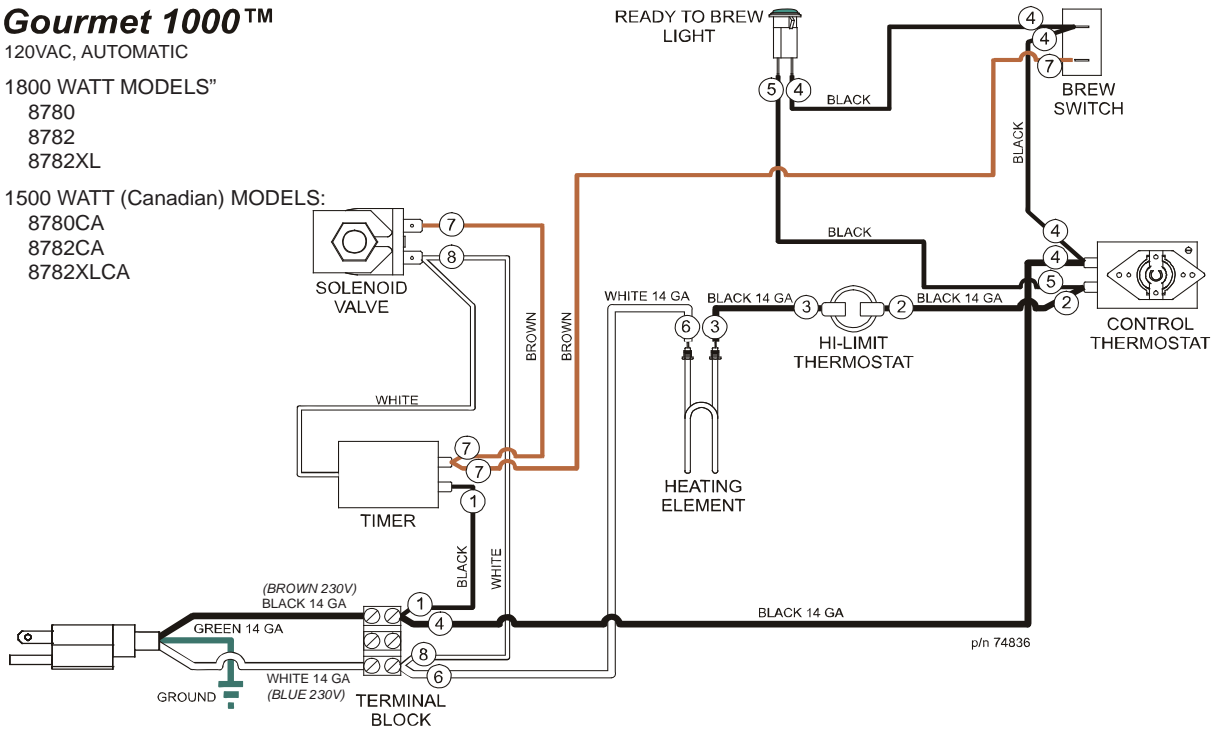 Gourmet 1000™
120VAC, AUTOMATIC
1800 WATT MODELS”
8780
8782
8782XL
1500 WATT (Canadian) MODELS:
8780CA
8782CA
8782XLCA
READY TO BREW
LIGHT
5
4
BLACK
4
4
7
BREW
SWITCH
BLACK
BLACK
4
4
5
2
CONTROL
THERMOSTAT
7
8
SOLENOID
VALVE
WHITE 14 GA
BLACK 14 GA
3
2
BLACK 14 GA
6
3
HI-LIMIT
THERMOSTAT
BROWN
BROWN
WHITE
7
7
1
TIMER
HEATING
ELEMENT
BLACK
WHITE
(BROWN 230V)
BLACK 14 GA
1
4
BLACK 14 GA
GREEN 14 GA
p/n 74836
8
6
WHITE 14 GA
(BLUE 230V)
GROUND
TERMINAL
BLOCK